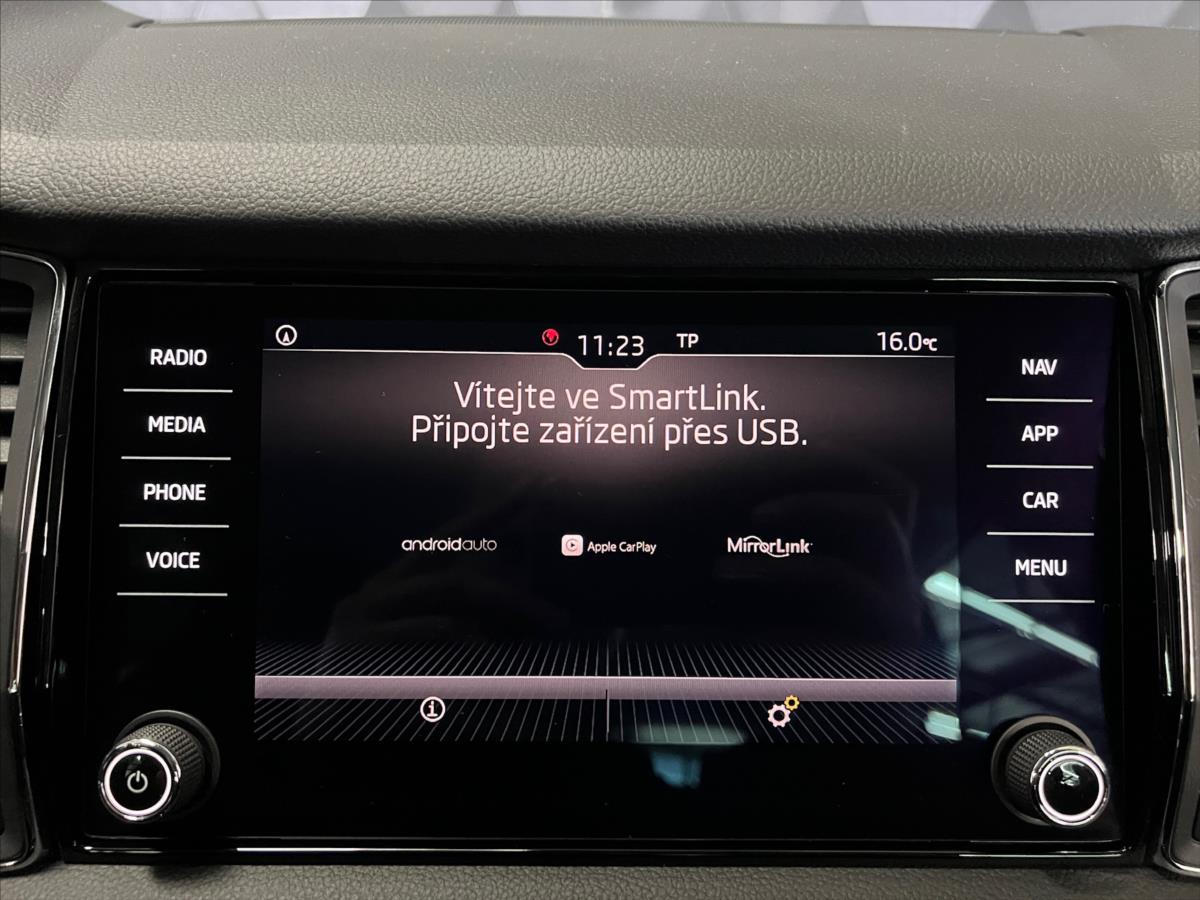 11:23 TP 16.0°C
RADIO
MEDIA
PHONE
VOICE
Vítejte ve SmartLink.
Připojte zařízení přes USB.
androidauto Apple CarPlay MirrorLink
NAV
APP
CAR
MENU